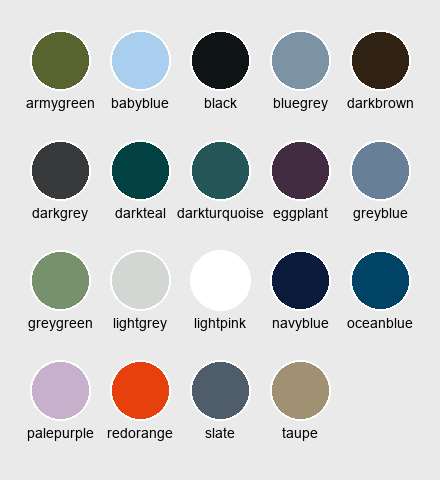 armygreen babyblue black bluegrey darkbrown
darkgrey darkteal darkturquoise eggplant greyblue
greygreen lightgrey lightpink navyblue oceanblue
palepurple redorange slate taupe